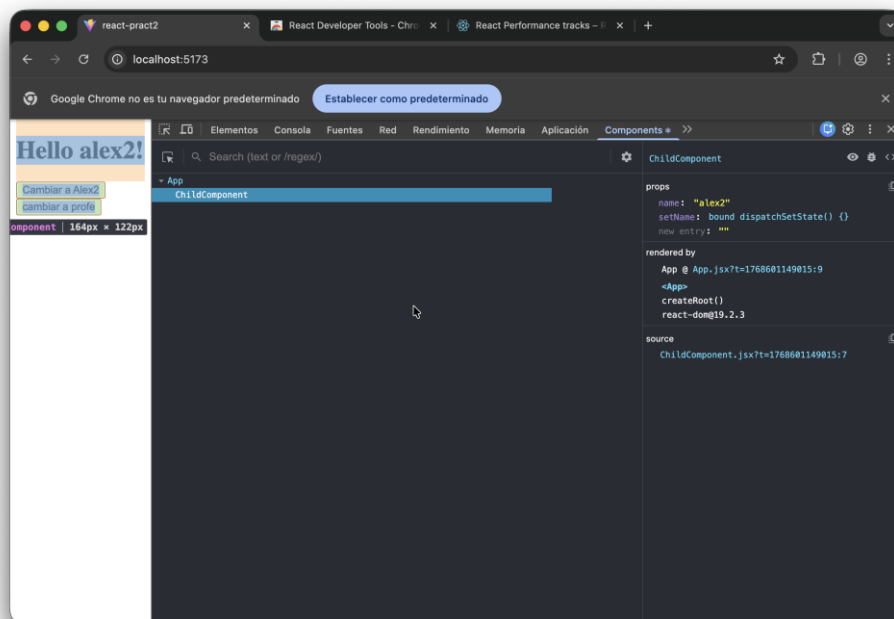 react-pract2
React Developer Tools - Chro
React Performance tracks – R
localhost:5173
Google Chrome no es tu navegador predeterminado
Establecer como predeterminado
Elementos Consola Fuentes Red Rendimiento Memoria Aplicación Components
Hello alex2!
Cambiar a Alex2
cambiar a profe
omponent | 164px × 122px
Search (text or /regex/)
App
ChildComponent
ChildComponent
props
name: "alex2"
setName: bound dispatchSetState() {}
new entry: ""
rendered by
App @ App.jsx?t=1768601149015:9
<App>
createRoot()
react-dom@19.2.3
source
ChildComponent.jsx?t=1768601149015:7